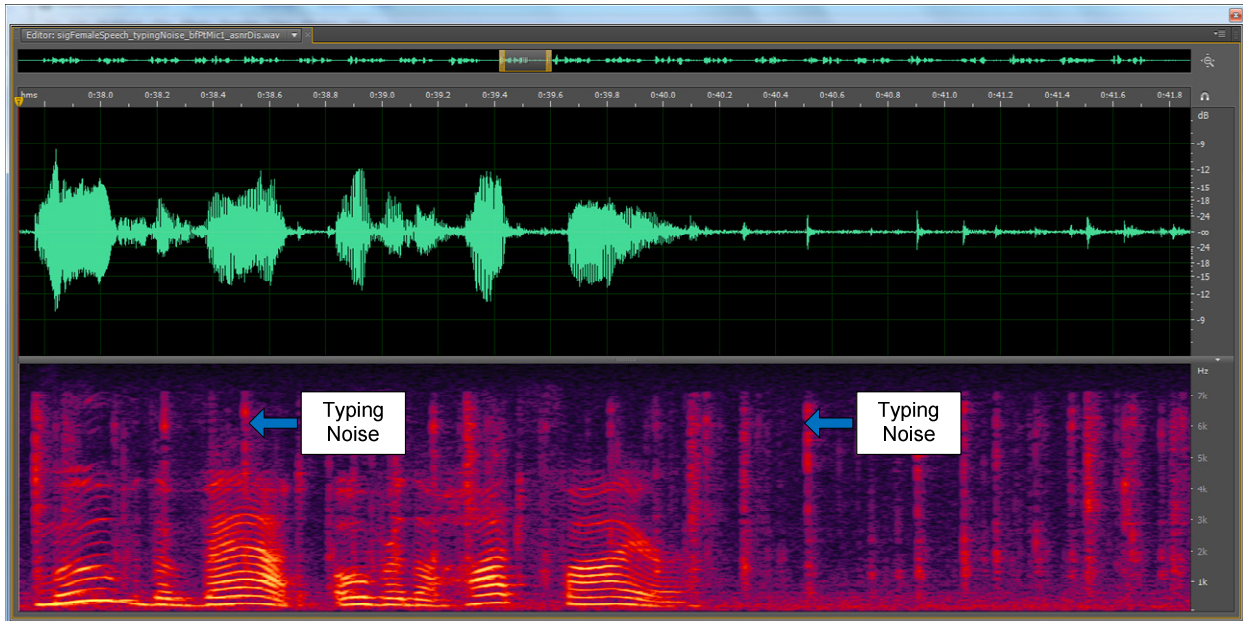 Editor: sigFemaleSpeech_typingNoise_bfPtMic1_asnrDis.wav
hms 0:38.0 0:38.2 0:38.4 0:38.6 0:38.8 0:39.0 0:39.2 0:39.4 0:39.6 0:39.8 0:40.0 0:40.2 0:40.4 0:40.6 0:40.8 0:41.0 0:41.2 0:41.4 0:41.6 0:41.8
dB
-9
-12
-15
-18
-24
-∞
-24
-18
-15
-12
-9
Hz
7k
6k
5k
4k
3k
2k
1k
Typing
Noise
Typing
Noise